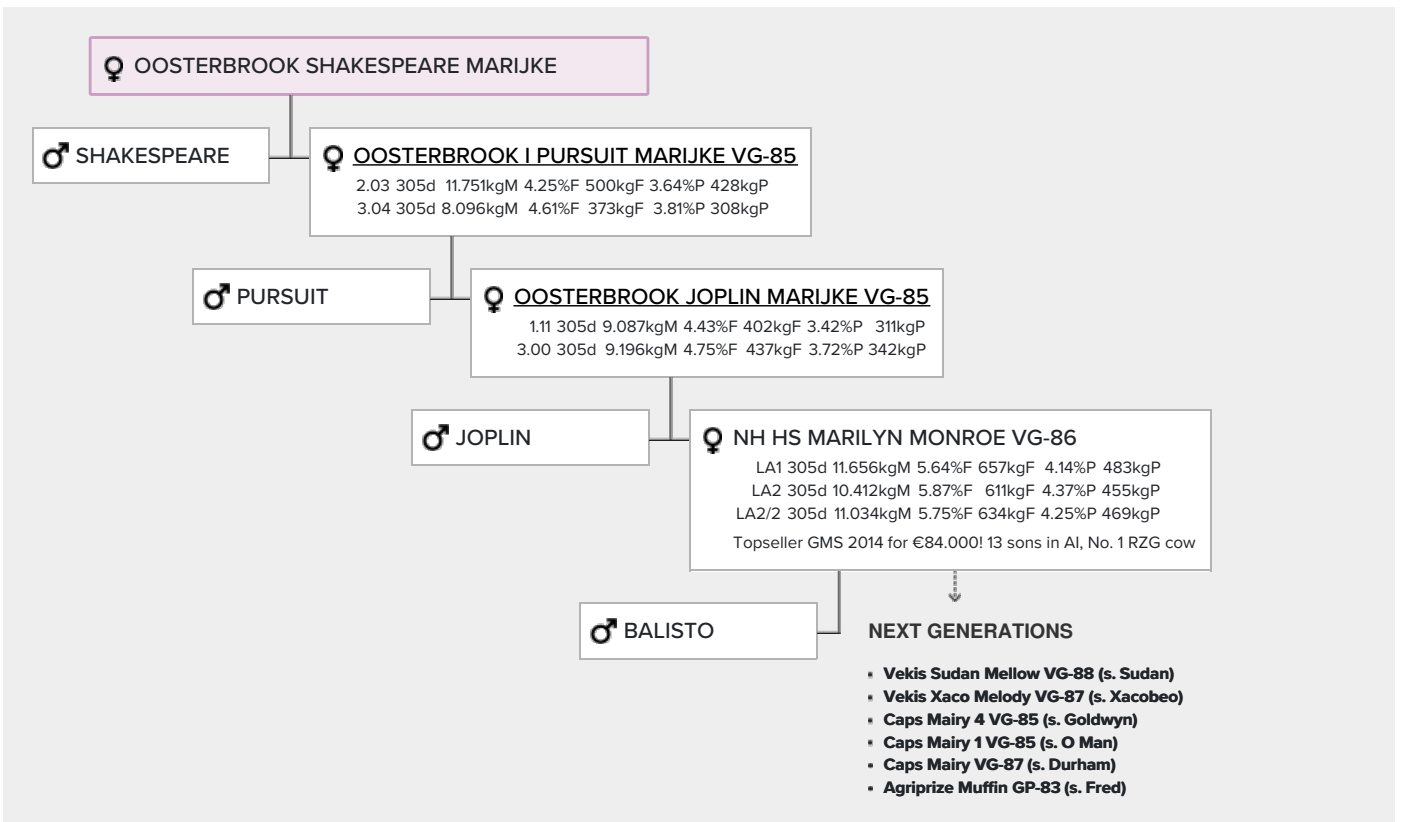 OOSTERBROOK SHAKESPEARE MARIJKE
SHAKESPEARE
OOSTERBROOK I PURSUIT MARIJKE VG-85
2.03 305d 11.751kgM 4.25%F 500kgF 3.64%P 428kgP
3.04 305d 8.096kgM 4.61%F 373kgF 3.81%P 308kgP
PURSUIT
OOSTERBROOK JOPLIN MARIJKE VG-85
1.11 305d 9.087kgM 4.43%F 402kgF 3.42%P 311kgP
3.00 305d 9.196kgM 4.75%F 437kgF 3.72%P 342kgP
JOPLIN
NH HS MARILYN MONROE VG-86
LA1 305d 11.656kgM 5.64%F 657kgF 4.14%P 483kgP
LA2 305d 10.412kgM 5.87%F 611kgF 4.37%P 455kgP
LA2/2 305d 11.034kgM 5.75%F 634kgF 4.25%P 469kgP
Topseller GMS 2014 for €84.000! 13 sons in AI, No. 1 RZG cow
BALISTO
NEXT GENERATIONS
Vekis Sudan Mellow VG-88 (s. Sudan)
Vekis Xaco Melody VG-87 (s. Xacobeo)
Caps Mairy 4 VG-85 (s. Goldwyn)
Caps Mairy 1 VG-85 (s. O Man)
Caps Mairy VG-87 (s. Durham)
Agriprize Muffin GP-83 (s. Fred)